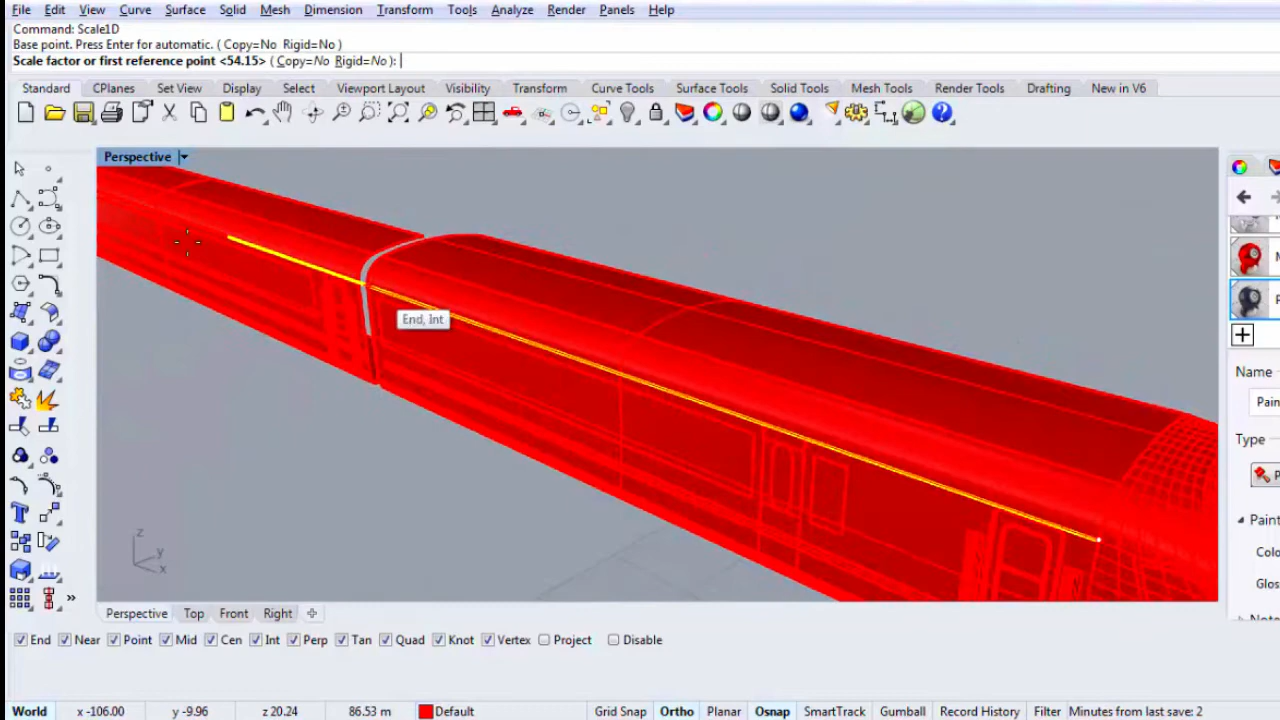 File Edit View Curve Surface Solid Mesh Dimension Transform Tools Analyze Render Panels Help
Command: Scale1D
Base point. Press Enter for automatic. ( Copy=No Rigid=No )
Scale factor or first reference point <54.15> ( Copy=No Rigid=No ):
Standard CPlanes Set View Display Select Viewport Layout Visibility Transform Curve Tools Surface Tools Solid Tools Mesh Tools Render Tools Drafting New in V6
Perspective
End, Int
Name
Type
z
y
x
Perspective Top Front Right
End Near Point Mid Cen Int Perp Tan Quad Knot Vertex Project Disable
World x -106.00 y -9.96 z 20.24 86.53 m Default Grid Snap Ortho Planar Osnap SmartTrack Gumball Record History Filter Minutes from last save: 2